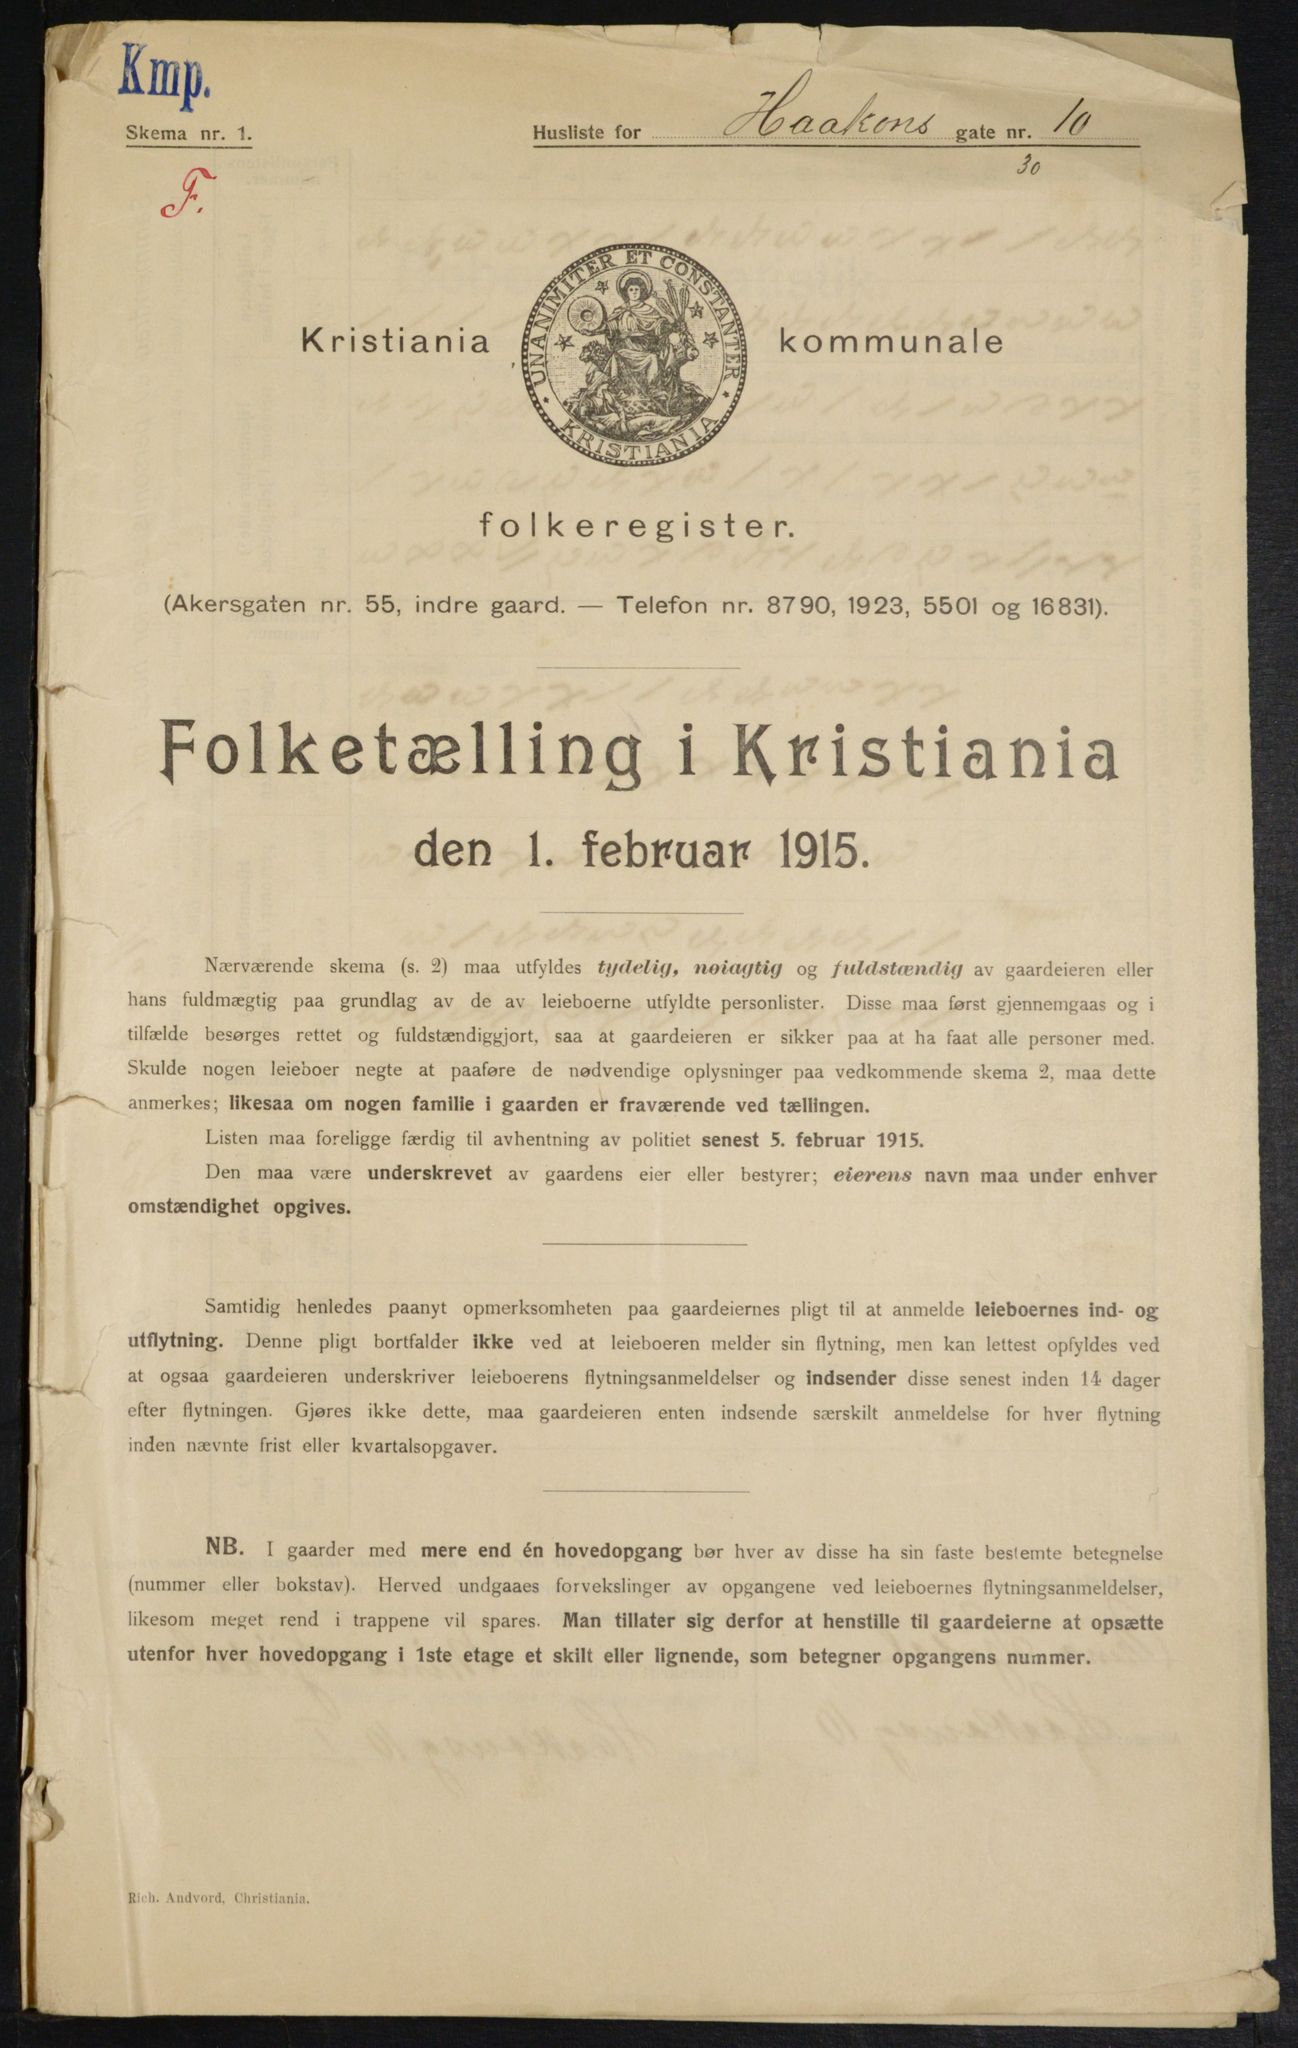 Kmp.
Skema nr. 1.
Husliste for Haakons gate nr. 10
30
F.
UNANIMITER ET CONSTANTER
KRISTIANIA
Kristiania kommunale
folkeregister.
(Akersgaten nr. 55, indre gaard. — Telefon nr. 8790, 1923, 5501 og 16831).
Folketælling i Kristiania
den 1. februar 1915.
Nærværende skema (s. 2) maa utfyldes tydelig, nøiagtig og fuldstændig av gaardeieren eller
hans fuldmægtig paa grundlag av de av leieboerne utfyldte personlister. Disse maa først gjennemgaas og i
tilfælde besørges rettet og fuldstændiggjort, saa at gaardeieren er sikker paa at ha faat alle personer med.
Skulde nogen leieboer negte at paaføre de nødvendige oplysninger paa vedkommende skema 2, maa dette
anmerkes; likesaa om nogen familie i gaarden er fraværende ved tællingen.
Listen maa foreligge færdig til avhentning av politiet senest 5. februar 1915.
Den maa være underskrevet av gaardens eier eller bestyrer; eierens navn maa under enhver
omstændighet opgives.
Samtidig henledes paanyt opmerksomheten paa gaardeiernes pligt til at anmelde leieboernes ind- og
utflytning. Denne pligt bortfalder ikke ved at leieboeren melder sin flytning, men kan lettest opfyldes ved
at ogsaa gaardeieren underskriver leieboerens flytningsanmeldelser og indsender disse senest inden 14 dager
efter flytningen. Gjøres ikke dette, maa gaardeieren enten indsende særskilt anmeldelse for hver flytning
inden nævnte frist eller kvartalsopgaver.
NB. I gaarder med mere end én hovedopgang bør hver av disse ha sin faste bestemte betegnelse
(nummer eller bokstav). Herved undgaaes forvekslinger av opgangene ved leieboernes flytningsanmeldelser,
likesom meget rend i trappene vil spares. Man tillater sig derfor at henstille til gaardeierne at opsætte
utenfor hver hovedopgang i 1ste etage et skilt eller lignende, som betegner opgangens nummer.
Rich. Andvord, Christiania.